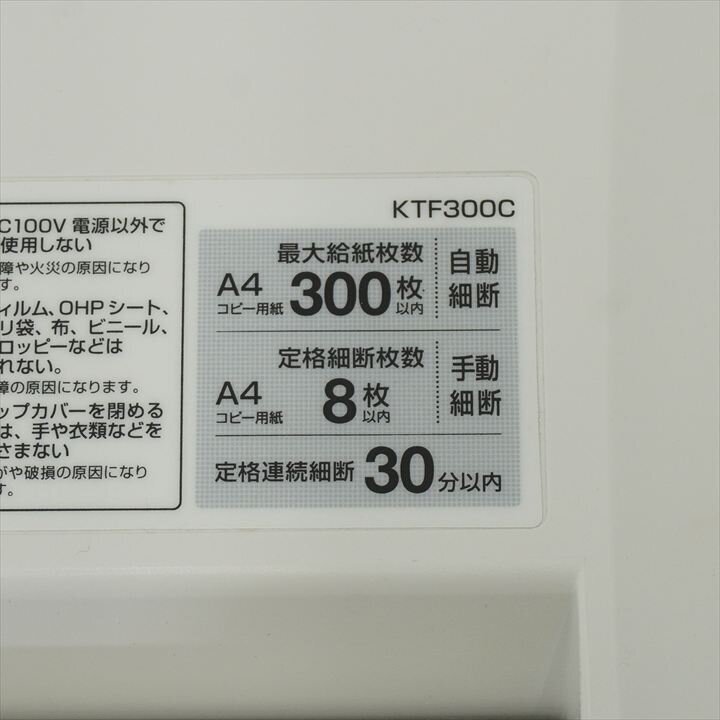 KTF300C
C100V 電源以外で
使用しない
障や火災の原因になり
す。
ィルム、OHPシート、
リ袋、布、ビニール、
ロッピーなどは
れない。
障の原因になります。
ップカバーを閉める
は、手や衣類などを
さまない
がや破損の原因になり
す。
最大給紙枚数
A4
コピー用紙
300枚
以内
自動
細断
定格細断枚数
A4
コピー用紙
8枚
以内
手動
細断
定格連続細断 30分以内